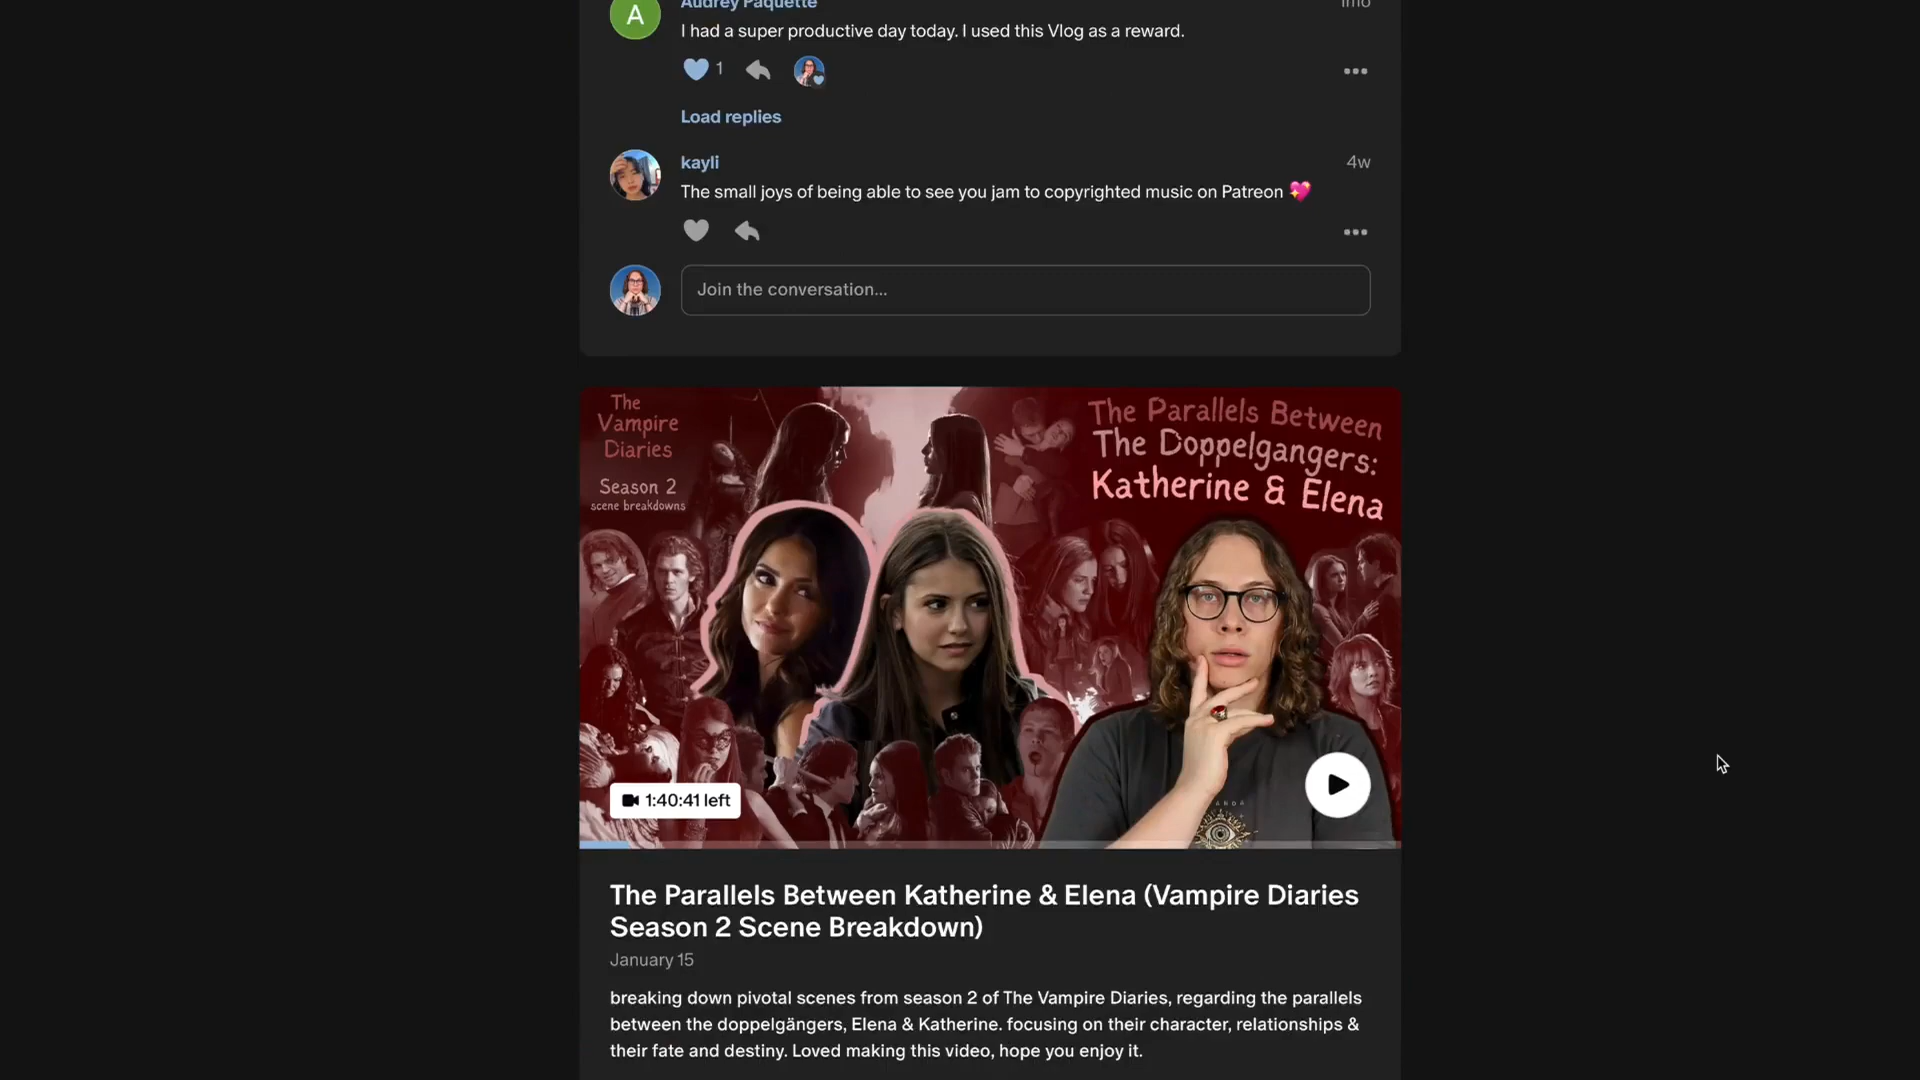 Audrey Paquette
1mo
A
I had a super productive day today. I used this Vlog as a reward.
1
Load replies
kayli
4w
The small joys of being able to see you jam to copyrighted music on Patreon 💖
Join the conversation...
The
Vampire
Diaries
Season 2
scene breakdowns
The Parallels Between
The Doppelgangers:
Katherine & Elena
1:40:41 left
The Parallels Between Katherine & Elena (Vampire Diaries
Season 2 Scene Breakdown)
January 15
breaking down pivotal scenes from season 2 of The Vampire Diaries, regarding the parallels
between the doppelgängers, Elena & Katherine. focusing on their character, relationships &
their fate and destiny. Loved making this video, hope you enjoy it.